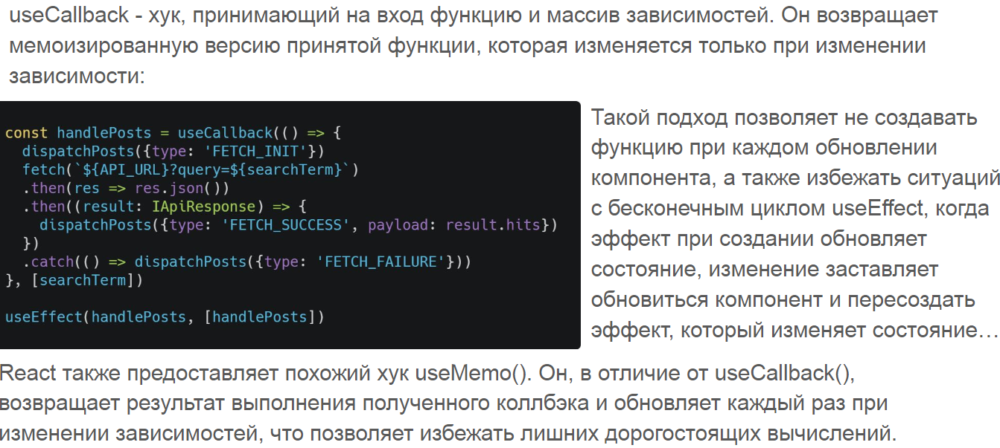 useCallback - хук, принимающий на вход функцию и массив зависимостей. Он возвращает
мемоизированную версию принятой функции, которая изменяется только при изменении
зависимости:
const handlePosts = useCallback(() => {
  dispatchPosts({type: 'FETCH_INIT'})
  fetch(`${API_URL}?query=${searchTerm}`)
  .then(res => res.json())
  .then((result: IApiResponse) => {
    dispatchPosts({type: 'FETCH_SUCCESS', payload: result.hits})
  })
  .catch(() => dispatchPosts({type: 'FETCH_FAILURE'}))
}, [searchTerm])
useEffect(handlePosts, [handlePosts])
Такой подход позволяет не создавать
функцию при каждом обновлении
компонента, а также избежать ситуаций
с бесконечным циклом useEffect, когда
эффект при создании обновляет
состояние, изменение заставляет
обновиться компонент и пересоздать
эффект, который изменяет состояние…
React также предоставляет похожий хук useMemo(). Он, в отличие от useCallback(),
возвращает результат выполнения полученного коллбэка и обновляет каждый раз при
изменении зависимостей, что позволяет избежать лишних дорогостоящих вычислений.